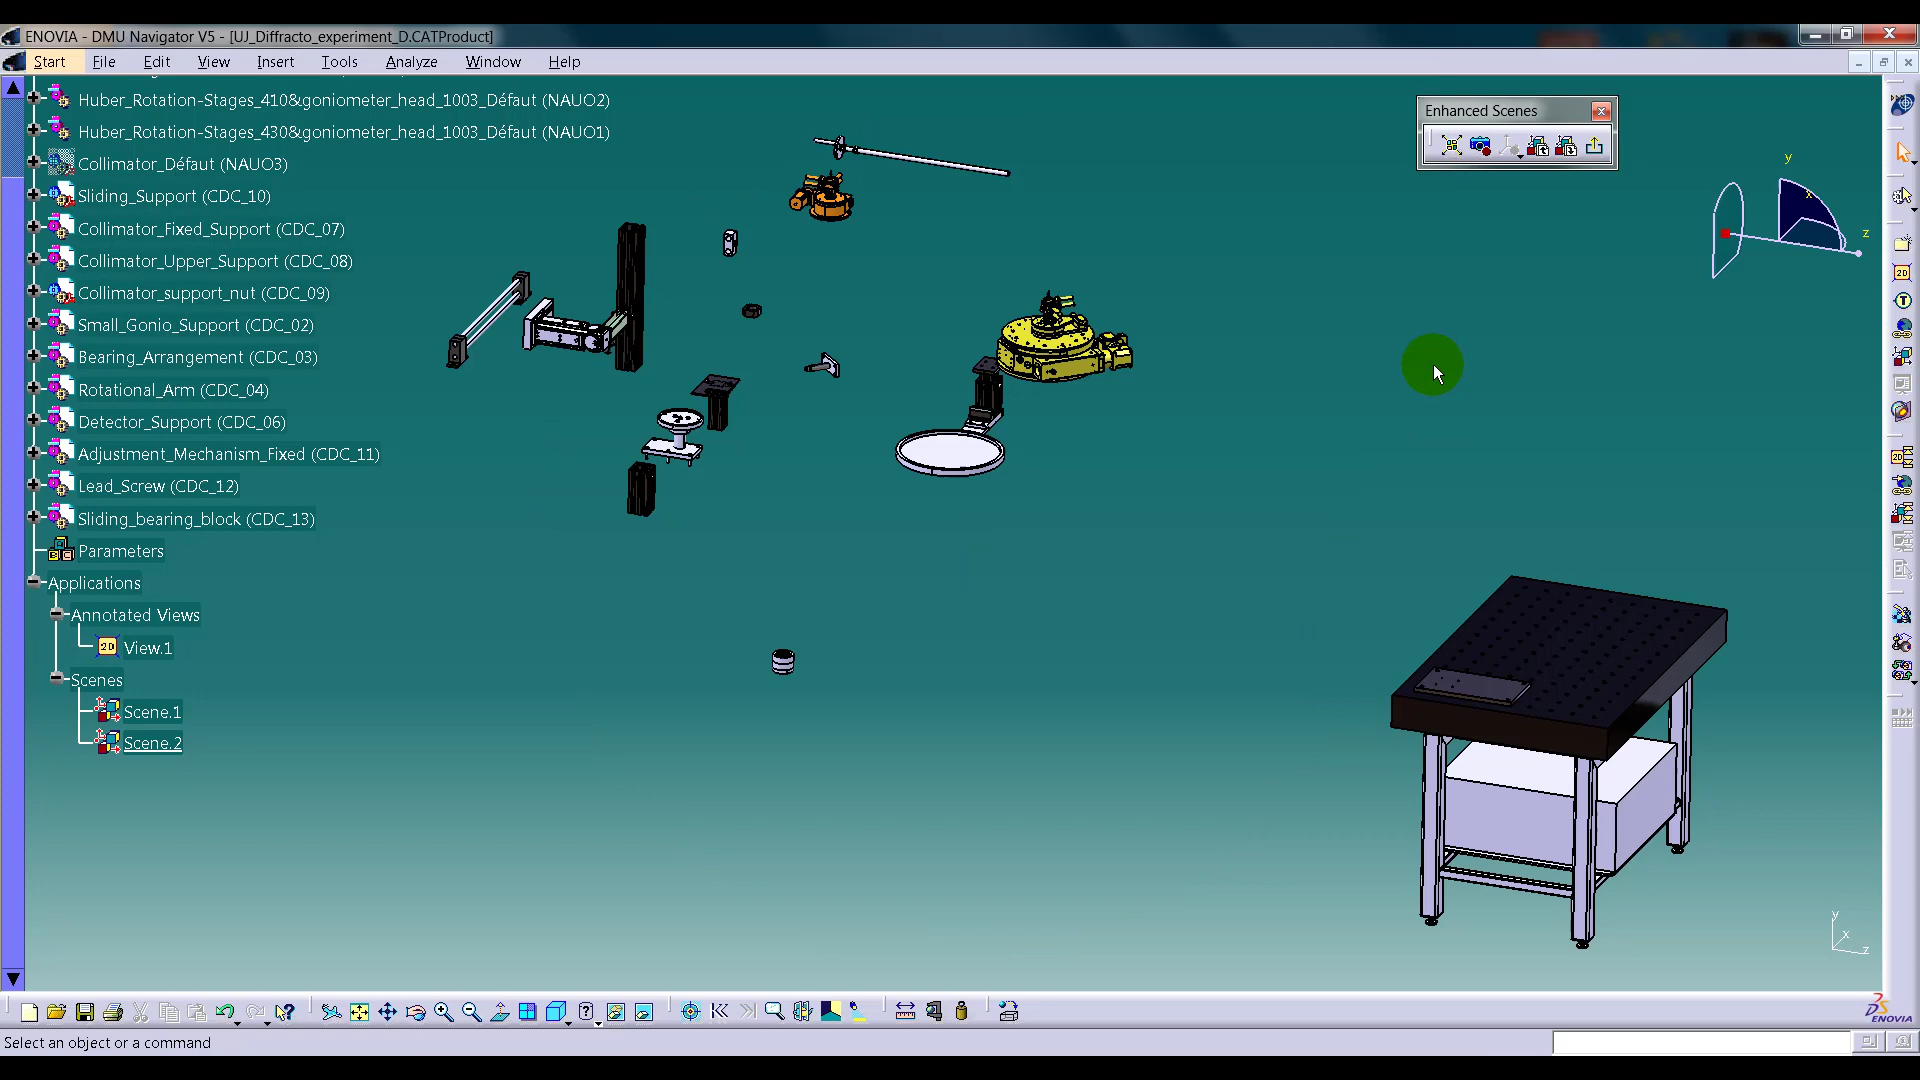 ENOVIA - DMU Navigator V5 - [UJ_Diffracto_experiment_D.CATProduct]
Start File Edit View Insert Tools Analyze Window Help
Huber_Rotation-Stages_410&goniometer_head_1003_Défaut (NAUO2)
Huber_Rotation-Stages_430&goniometer_head_1003_Défaut (NAUO1)
Collimator_Défaut (NAUO3)
Sliding_Support (CDC_10)
Collimator_Fixed_Support (CDC_07)
Collimator_Upper_Support (CDC_08)
Collimator_support_nut (CDC_09)
Small_Gonio_Support (CDC_02)
Bearing_Arrangement (CDC_03)
Rotational_Arm (CDC_04)
Detector_Support (CDC_06)
Adjustment_Mechanism_Fixed (CDC_11)
Lead_Screw (CDC_12)
Sliding_bearing_block (CDC_13)
Parameters
Applications
Annotated Views
2D View.1
Scenes
Scene.1
Scene.2
Enhanced Scenes
y
x
z
2D
T
2D
y
x
z
ENOVIA
Select an object or a command